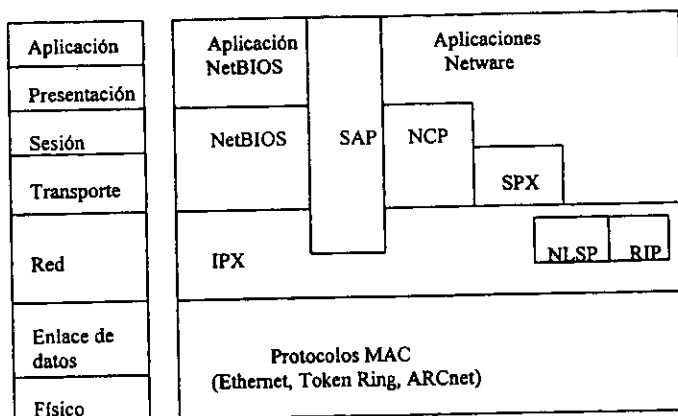 Aplicación
Presentación
Sesión
Transporte
Red
Enlace de
datos
Físico
Aplicación
NetBIOS
Aplicaciones
Netware
NetBIOS
SAP
NCP
SPX
IPX
NLSP
RIP
Protocolos MAC
(Ethernet, Token Ring, ARCnet)